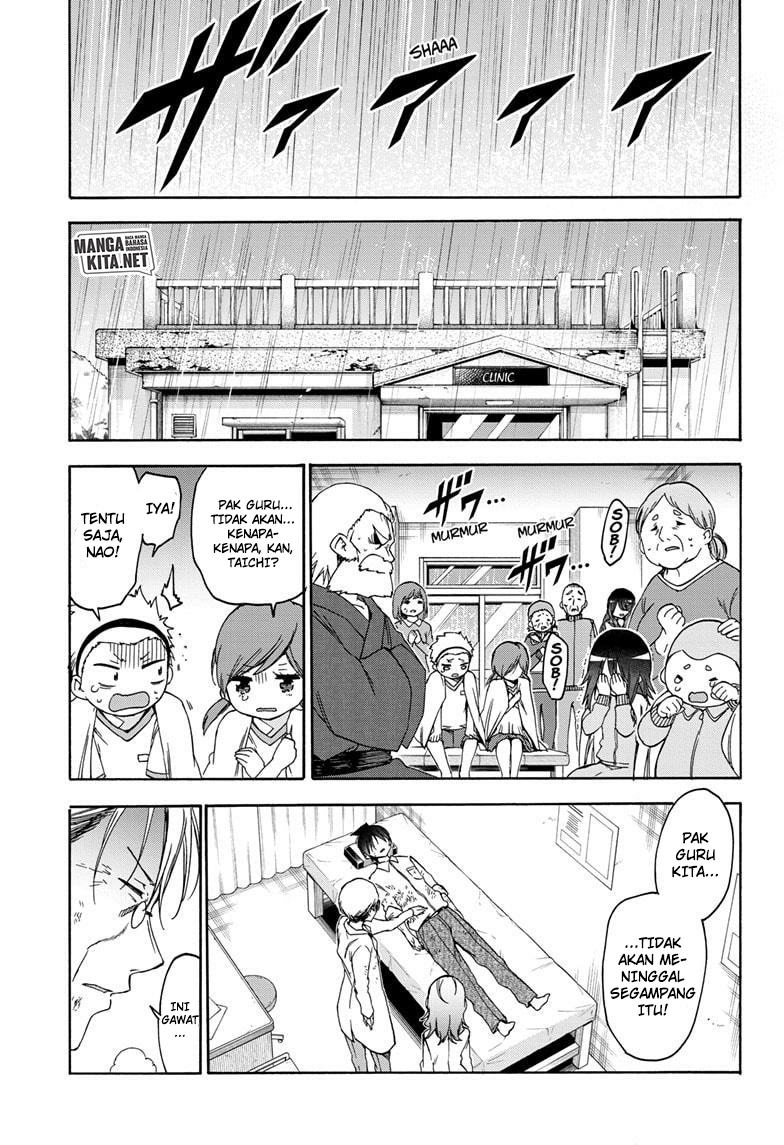 ザァァァァ
SHAAA
MANGA
KITA.NET
BACA MANGA
BAHASA
INDONESIA
CLINIC
ザワ...
MURMUR
MURMUR
ザワ...
SOB!
SOB!
PAK GURU...
TIDAK AKAN...
KENAPA-
KENAPA, KAN,
TAICHI?
IYA!
TENTU
SAJA,
NAO!
PAK
GURU
KITA...
...TIDAK
AKAN ME-
NINGGAL
SEGAMPANG
ITU!
INI
GAWAT
...